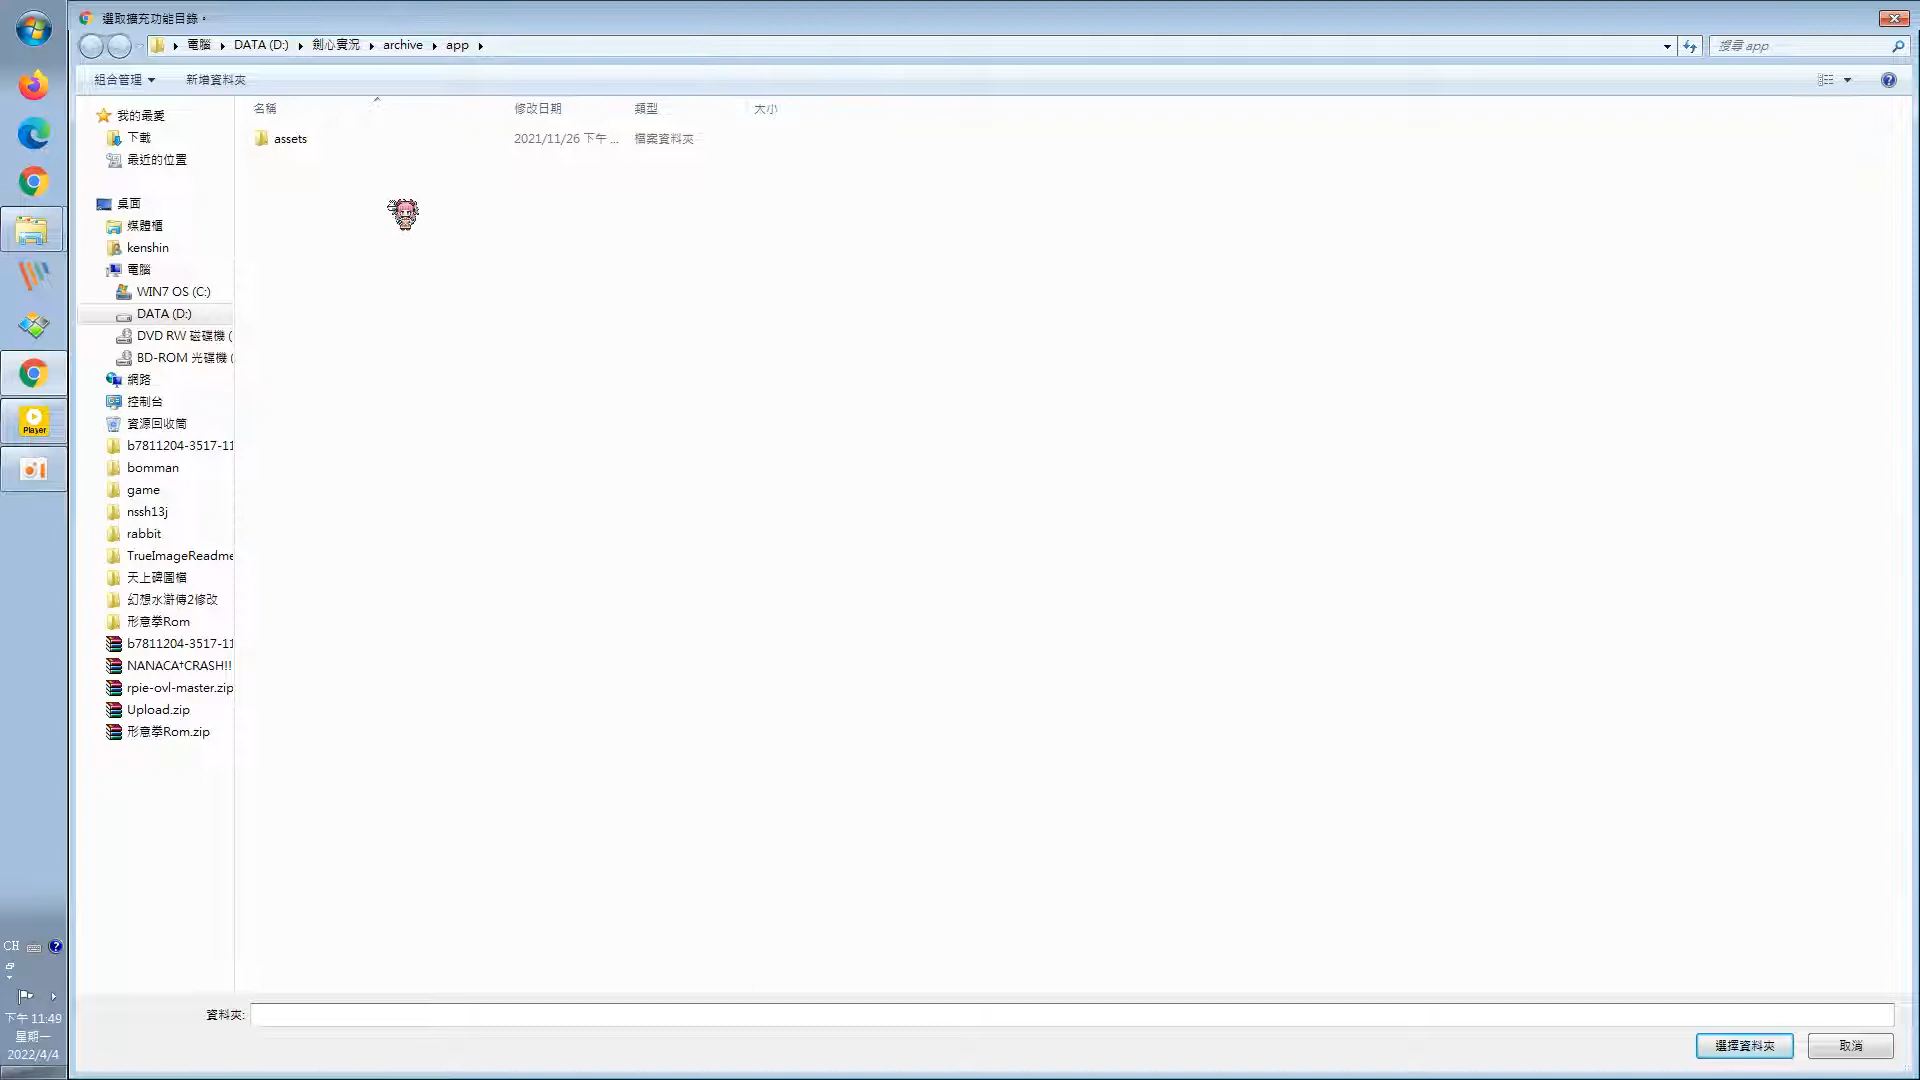 選取擴充功能目錄。
電腦 DATA (D:) 劍心實況 archive app
搜尋 app
組合管理 新增資料夾
名稱 修改日期 類型 大小
assets 2021/11/26 下午 ... 檔案資料夾
我的最愛
下載
最近的位置
桌面
媒體櫃
kenshin
電腦
WIN7 OS (C:)
DATA (D:)
DVD RW 磁碟機 (
BD-ROM 光碟機 (
網路
控制台
資源回收筒
b7811204-3517-11
bomman
game
nssh13j
rabbit
TrueImageReadme
天上碑圖檔
幻想水滸傳2修改
形意拳Rom
b7811204-3517-11
NANACA†CRASH!!
rpie-ovl-master.zip
Upload.zip
形意拳Rom.zip
Player
CH
下午 11:49
星期一
2022/4/4
資料夾:
選擇資料夾 取消